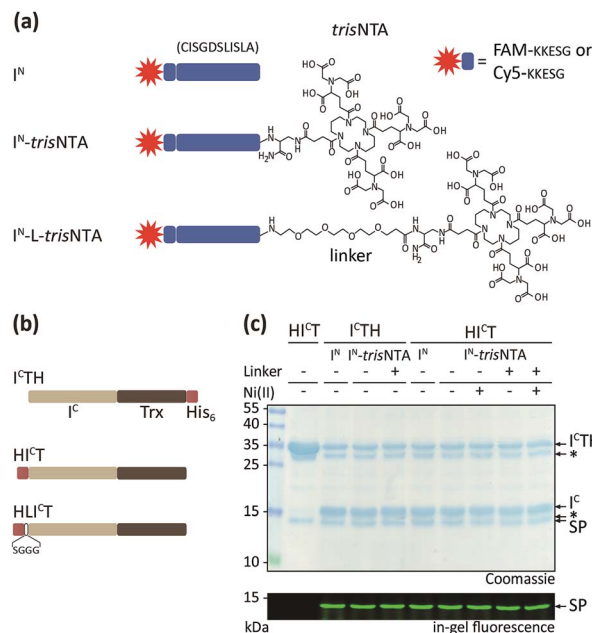 (a)
trisNTA
(CISGDSLISLA)
I^N
= FAM-KKESG or
Cy5-KKESG
I^N-trisNTA
I^N-L-trisNTA
linker
(b)
I^CTH
I^C Trx His₆
HI^CT
HLI^CT
SGGG
(c)
HI^CT I^CTH HI^CT
I^N I^N-trisNTA I^N I^N-trisNTA
Linker - - - + - - - + +
Ni(II) - - - - - - + - +
55
40
35
25
15
10
I^CTH
*
I^C
*
SP
Coomassie
15
SP
kDa in-gel fluorescence